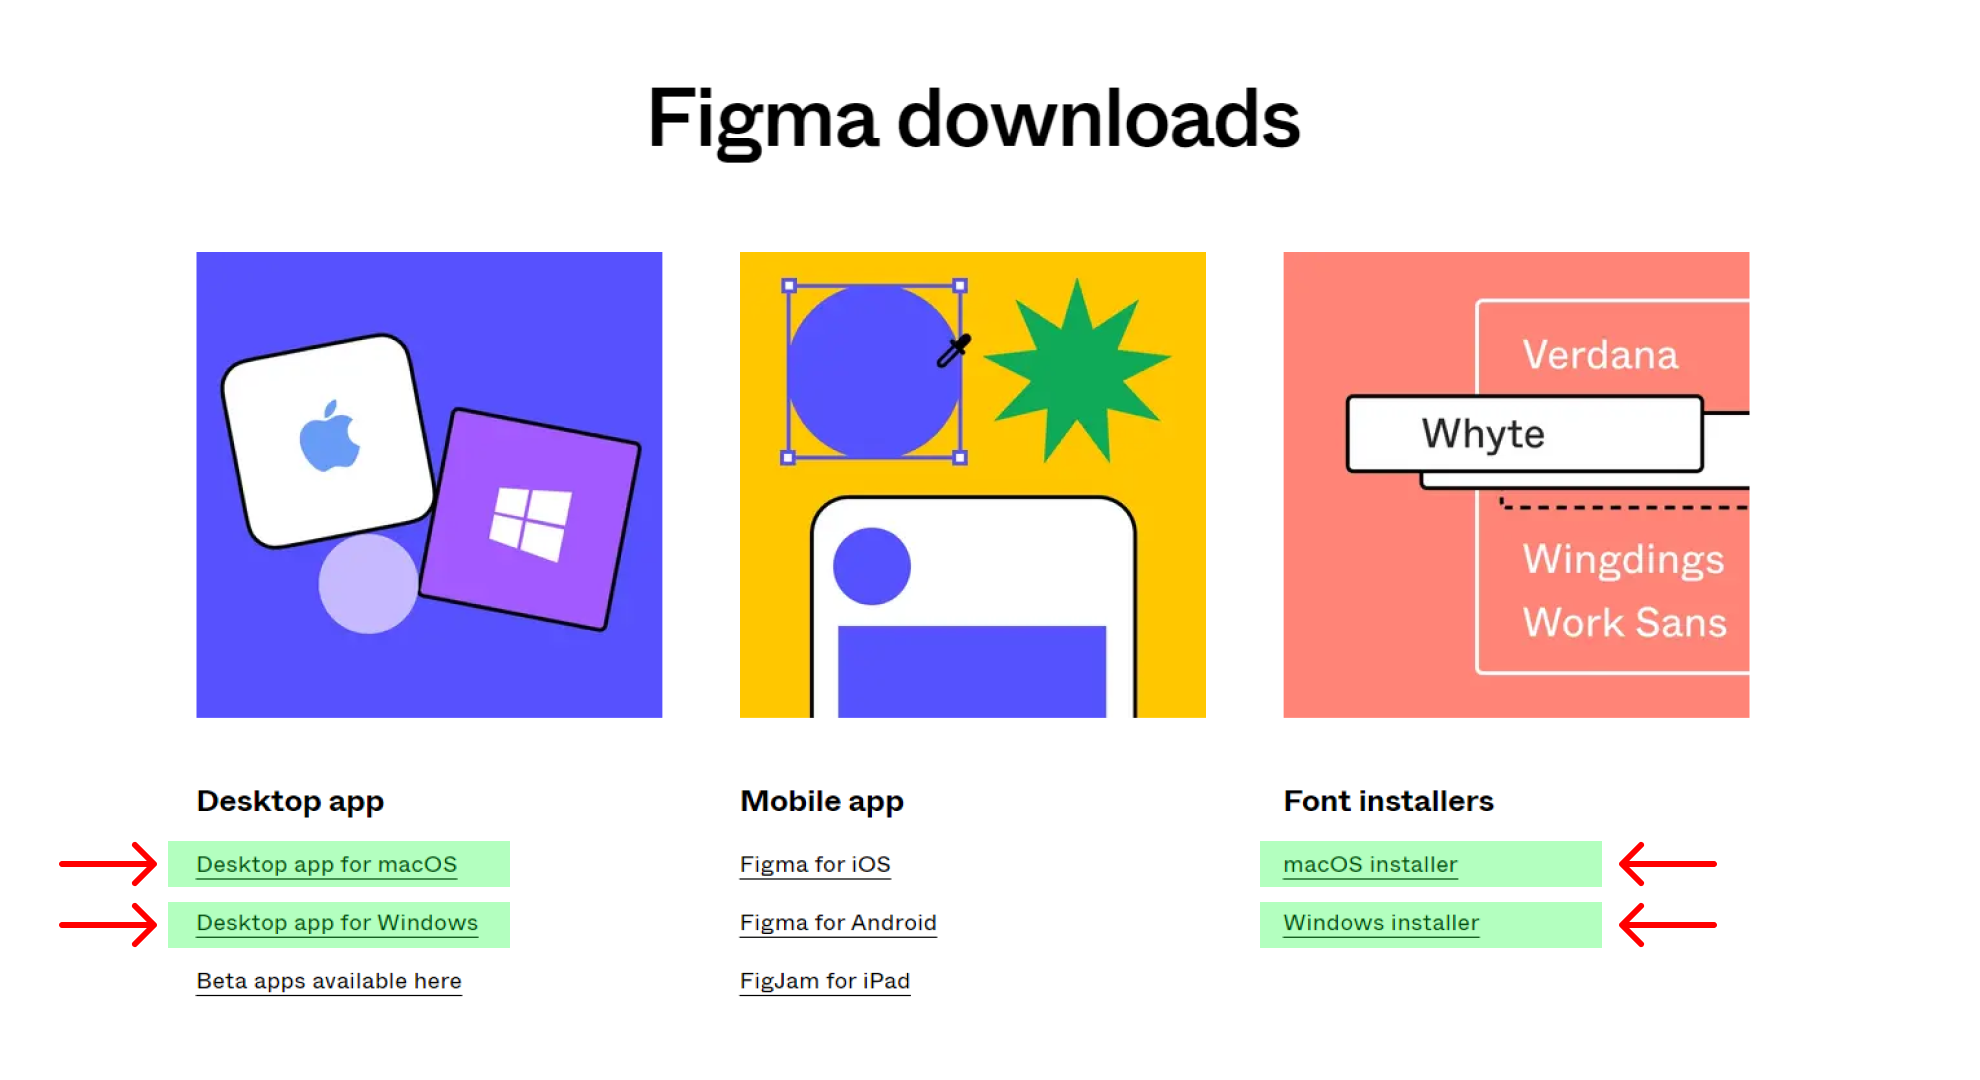 Figma downloads
Verdana
Whyte
Wingdings
Work Sans
Desktop app
Desktop app for macOS
Desktop app for Windows
Beta apps available here
Mobile app
Figma for iOS
Figma for Android
FigJam for iPad
Font installers
macOS installer
Windows installer